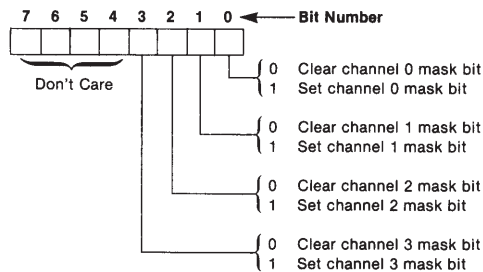 7 6 5 4 3 2 1 0 Bit Number
Don't Care
0 Clear channel 0 mask bit
1 Set channel 0 mask bit
0 Clear channel 1 mask bit
1 Set channel 1 mask bit
0 Clear channel 2 mask bit
1 Set channel 2 mask bit
0 Clear channel 3 mask bit
1 Set channel 3 mask bit